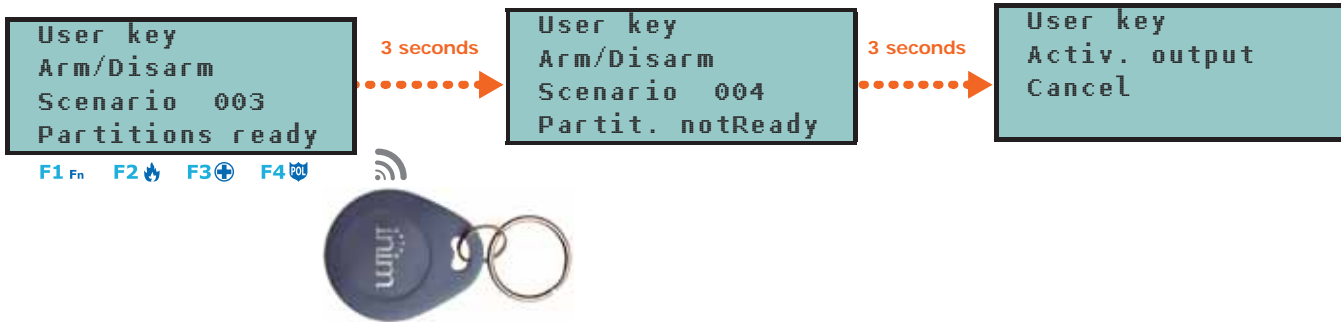 User key
Arm/Disarm
Scenario 003
Partitions ready
3 seconds
User key
Arm/Disarm
Scenario 004
Partit. notReady
3 seconds
User key
Activ. output
Cancel
F1 Fn F2 F3 F4 POL
inim